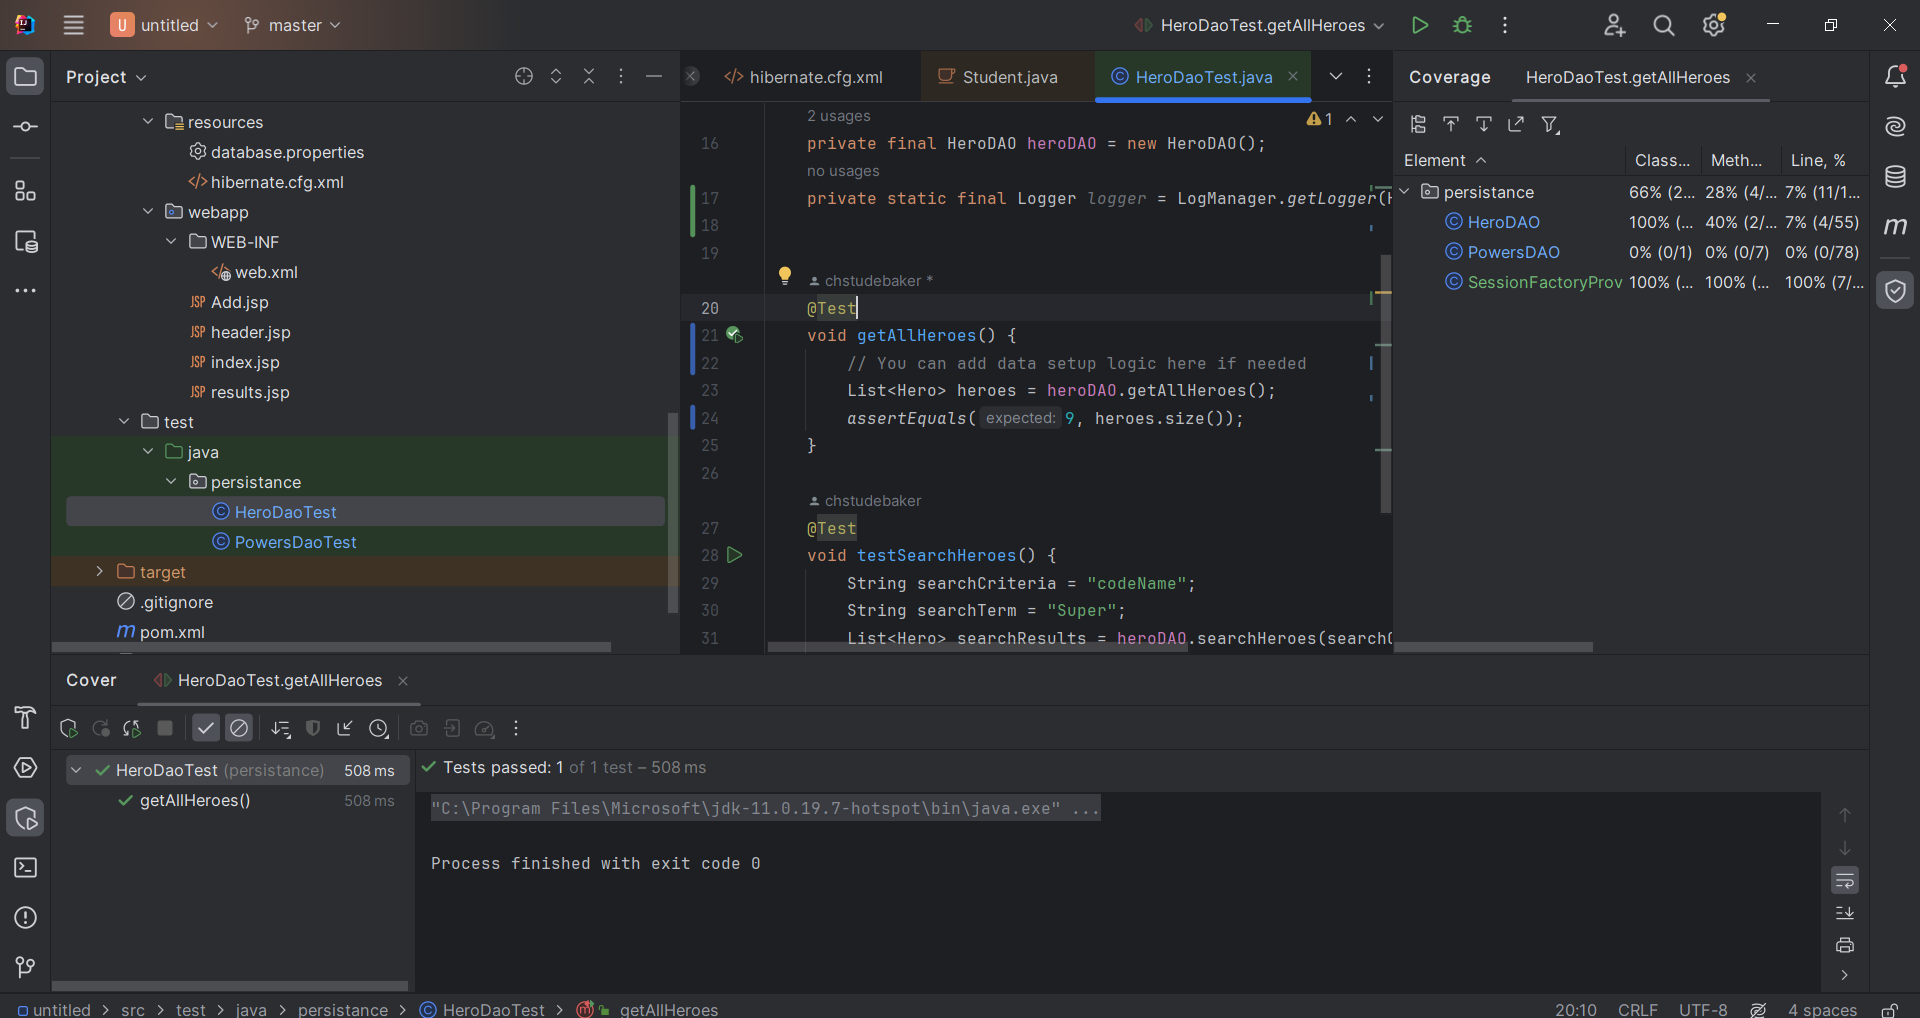 U untitled master HeroDaoTest.getAllHeroes
Project
resources
database.properties
hibernate.cfg.xml
webapp
WEB-INF
web.xml
JSP Add.jsp
JSP header.jsp
JSP index.jsp
JSP results.jsp
test
java
persistance
HeroDaoTest
PowersDaoTest
target
.gitignore
m pom.xml
hibernate.cfg.xml Student.java HeroDaoTest.java
2 usages
1
16 private final HeroDAO heroDAO = new HeroDAO();
no usages
17 private static final Logger logger = LogManager.getLogger(H
18
19
chstudebaker *
20 @Test
21 void getAllHeroes() {
22 // You can add data setup logic here if needed
23 List<Hero> heroes = heroDAO.getAllHeroes();
24 assertEquals( expected: 9, heroes.size());
25 }
26
chstudebaker
27 @Test
28 void testSearchHeroes() {
29 String searchCriteria = "codeName";
30 String searchTerm = "Super";
31 List<Hero> searchResults = heroDAO.searchHeroes(searchC
Coverage HeroDaoTest.getAllHeroes
Element Class... Meth... Line, %
persistance 66% (2... 28% (4/... 7% (11/1...
HeroDAO 100% (... 40% (2/... 7% (4/55)
PowersDAO 0% (0/1) 0% (0/7) 0% (0/78)
SessionFactoryProv 100% (... 100% (... 100% (7/...
m
Cover HeroDaoTest.getAllHeroes
HeroDaoTest (persistance) 508 ms
getAllHeroes() 508 ms
Tests passed: 1 of 1 test – 508 ms
"C:\Program Files\Microsoft\jdk-11.0.19.7-hotspot\bin\java.exe" ...
Process finished with exit code 0
untitled > src > test > java > persistance > HeroDaoTest > m getAllHeroes
20:10 CRLF UTF-8 4 spaces